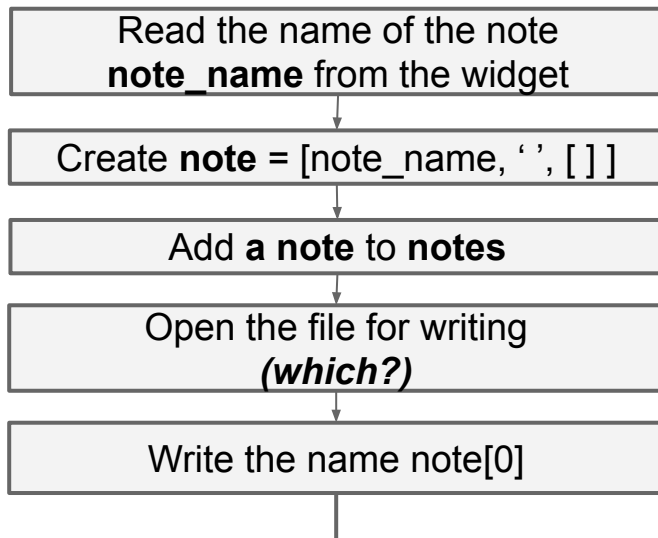 Read the name of the note
note_name from the widget
Create note = [note_name, ‘ ’, [ ] ]
Add a note to notes
Open the file for writing
(which?)
Write the name note[0]